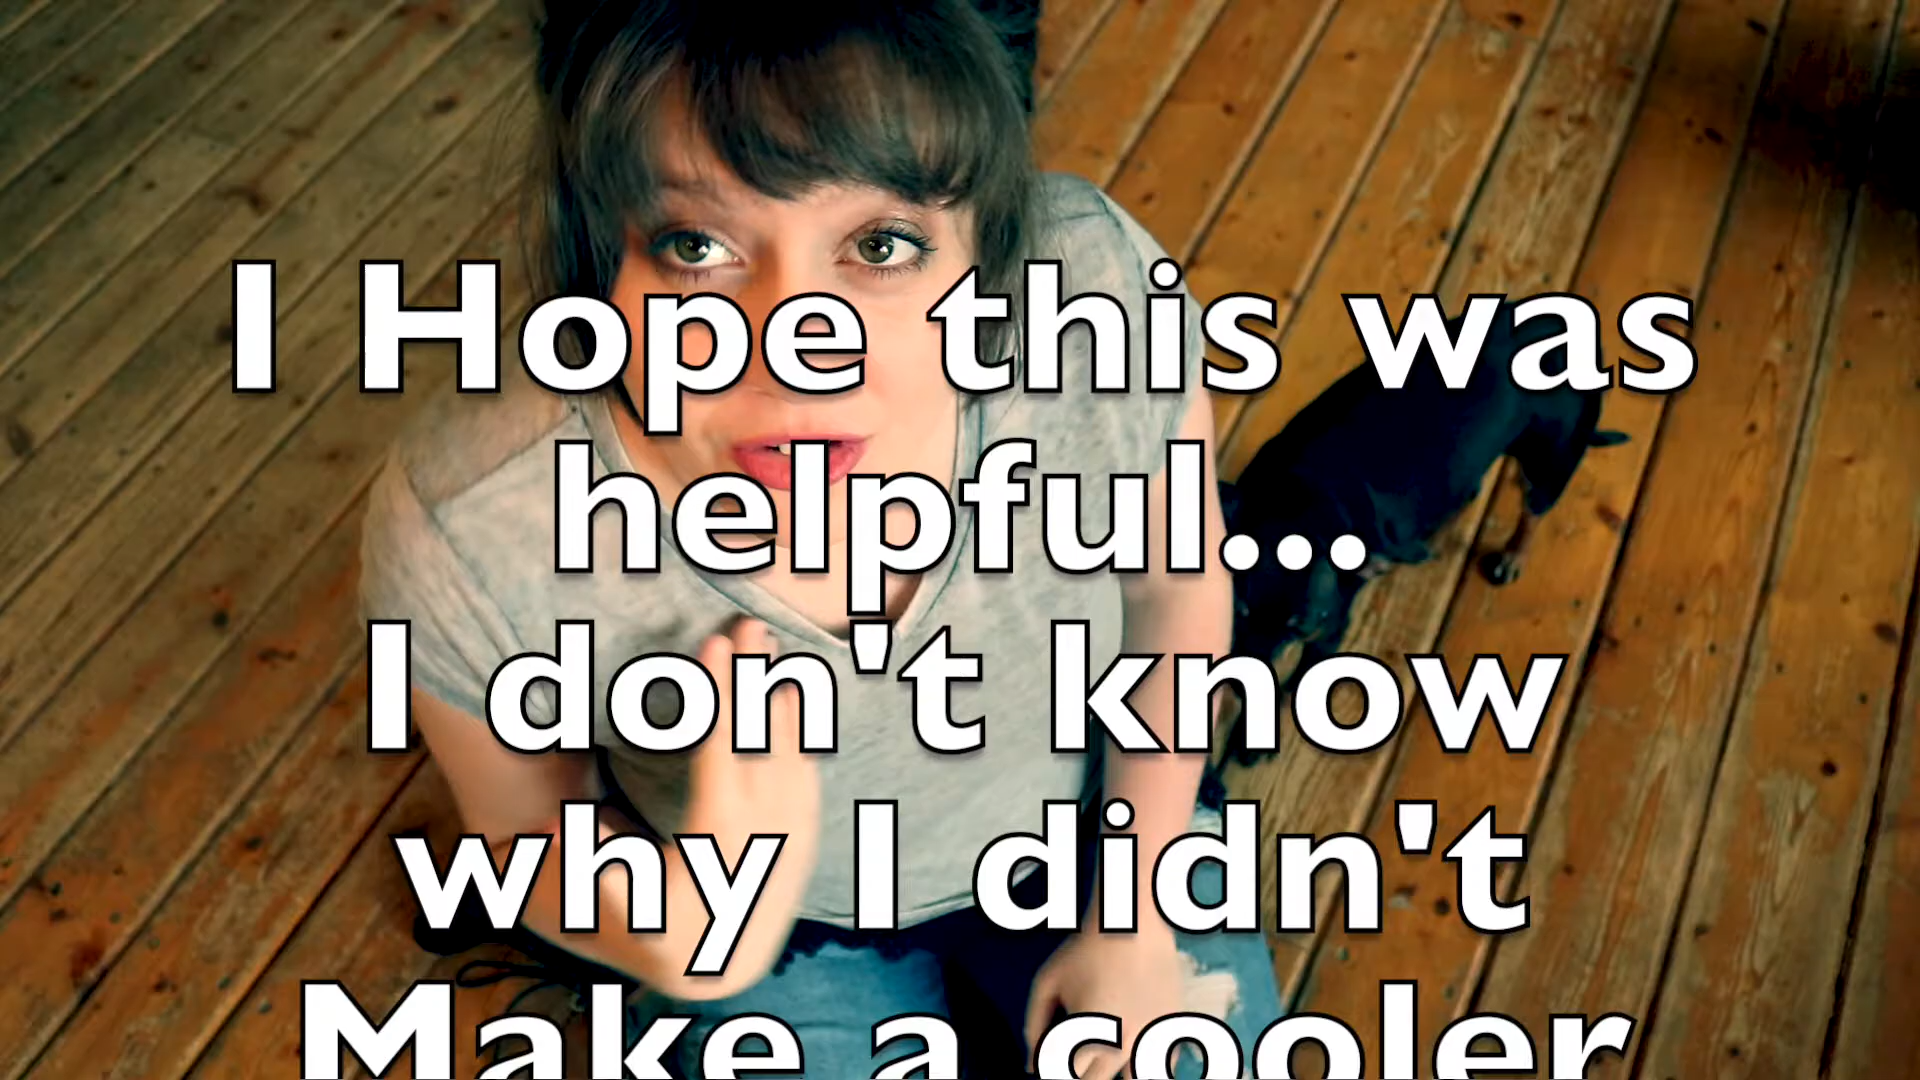 I Hope this was
helpful...
I don't know
why I didn't
Make a cooler